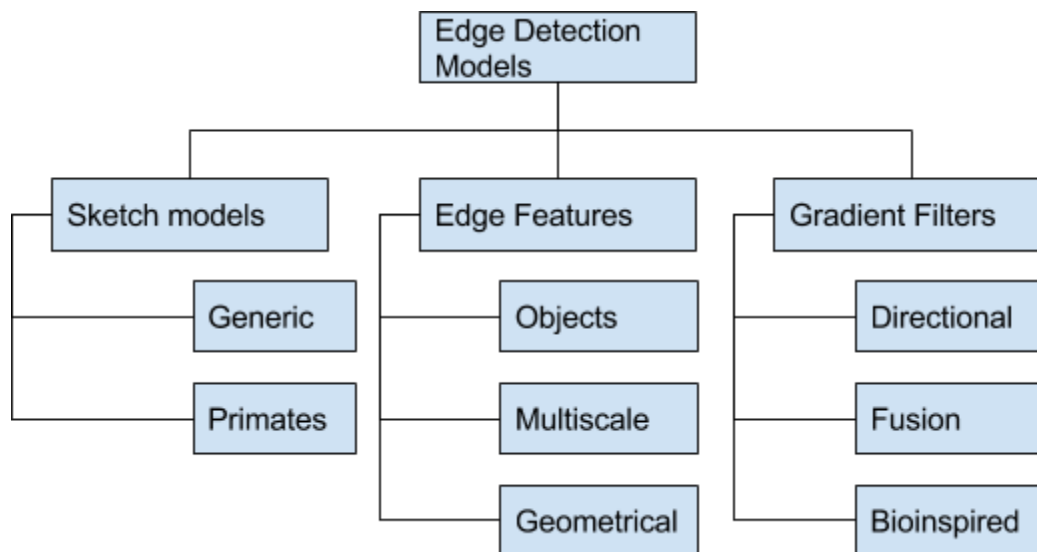 Edge Detection
Models
Sketch models
Edge Features
Gradient Filters
Generic
Objects
Directional
Primates
Multiscale
Fusion
Geometrical
Bioinspired